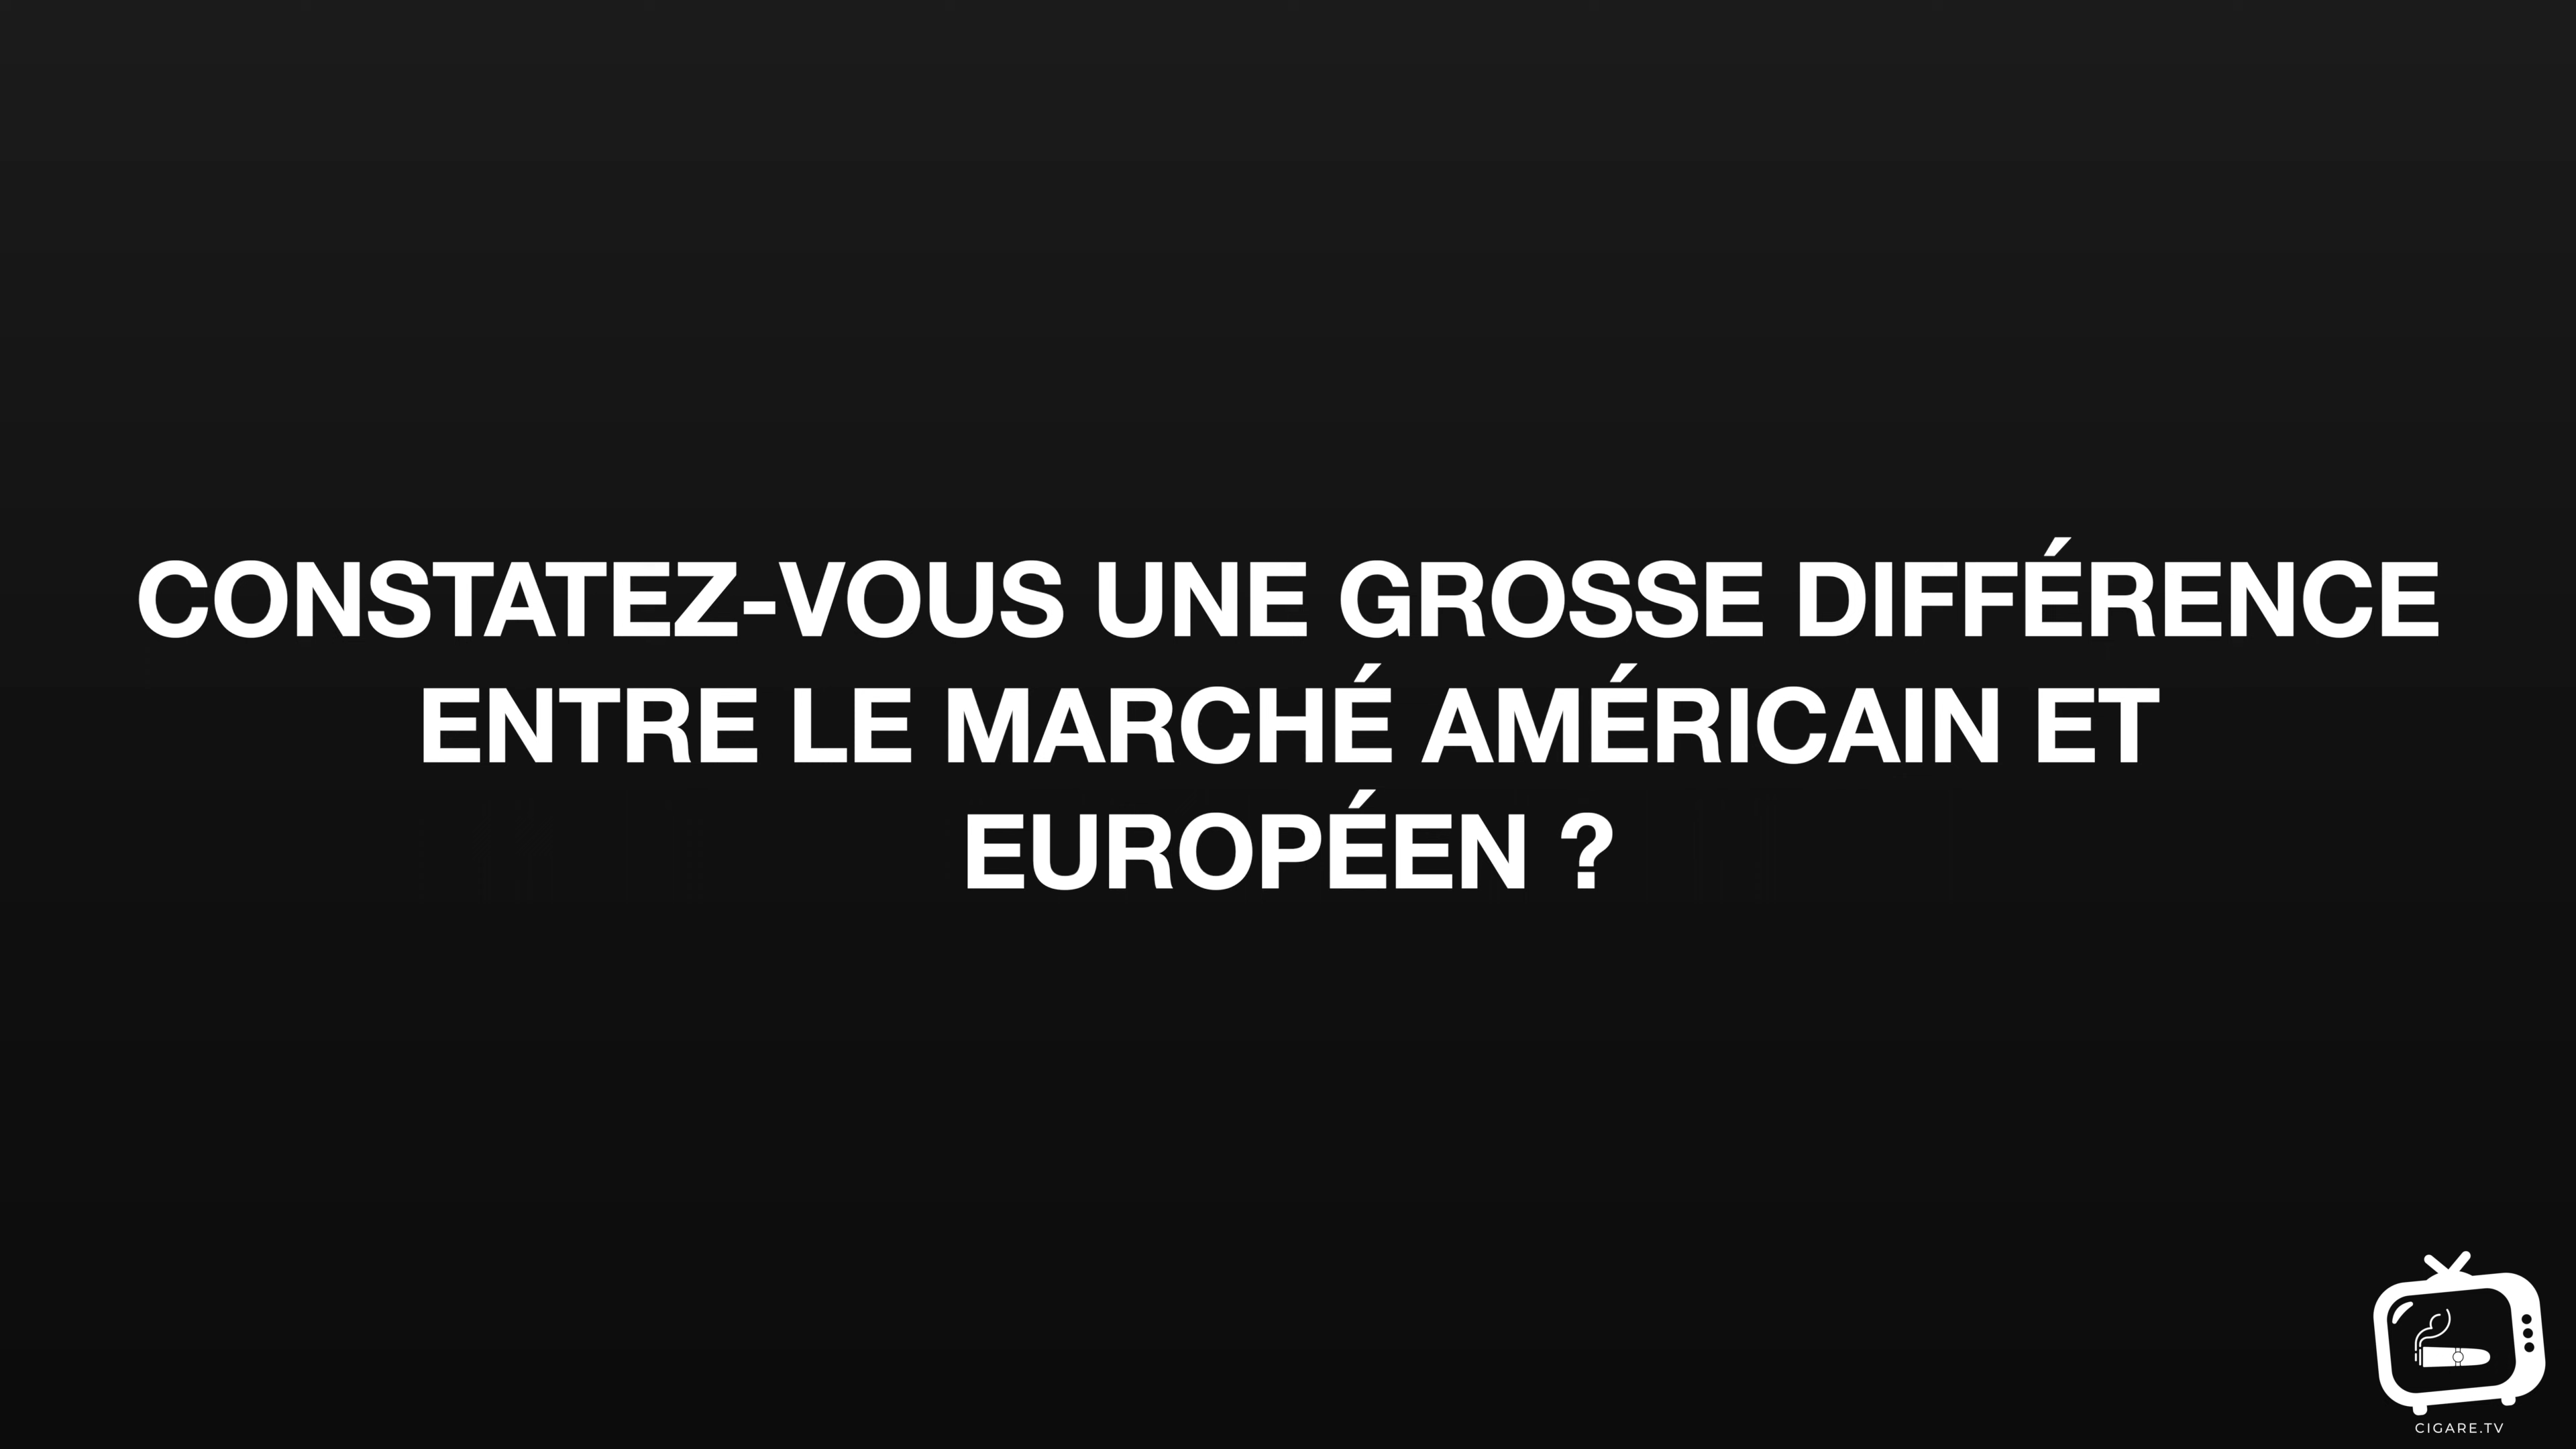 CONSTATEZ-VOUS UNE GROSSE DIFFÉRENCE
ENTRE LE MARCHÉ AMÉRICAIN ET
EUROPÉEN ?
CIGARE.TV